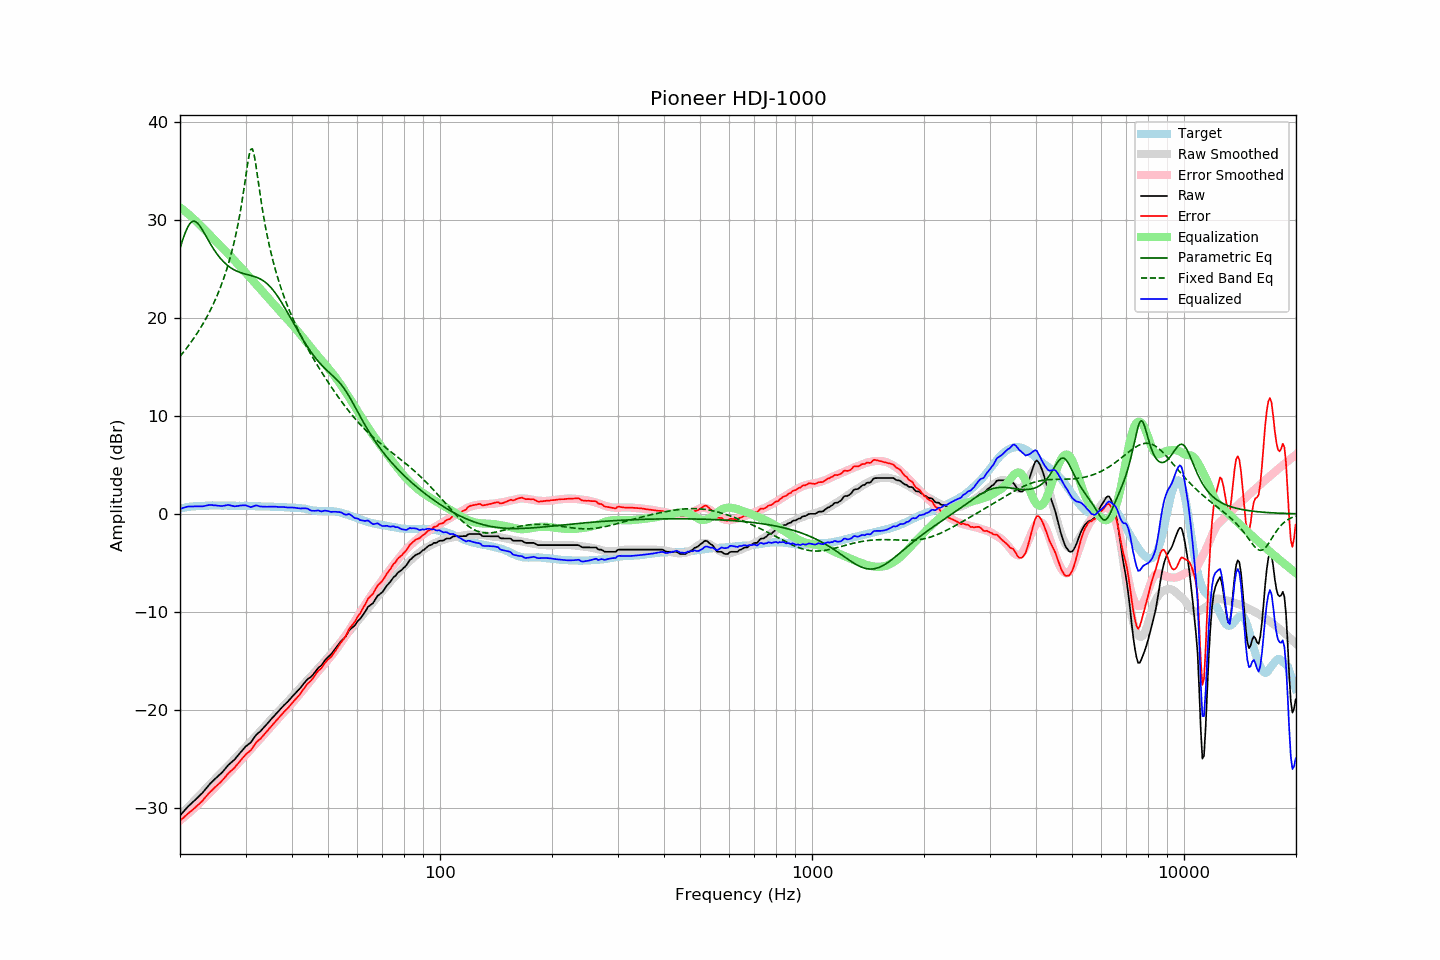 Pioneer HDJ-1000
Amplitude (dBr)
40
30
20
10
0
−10
−20
−30
Target
Raw Smoothed
Error Smoothed
Raw
Error
Equalization
Parametric Eq
Fixed Band Eq
Equalized
100
1000
10000
Frequency (Hz)